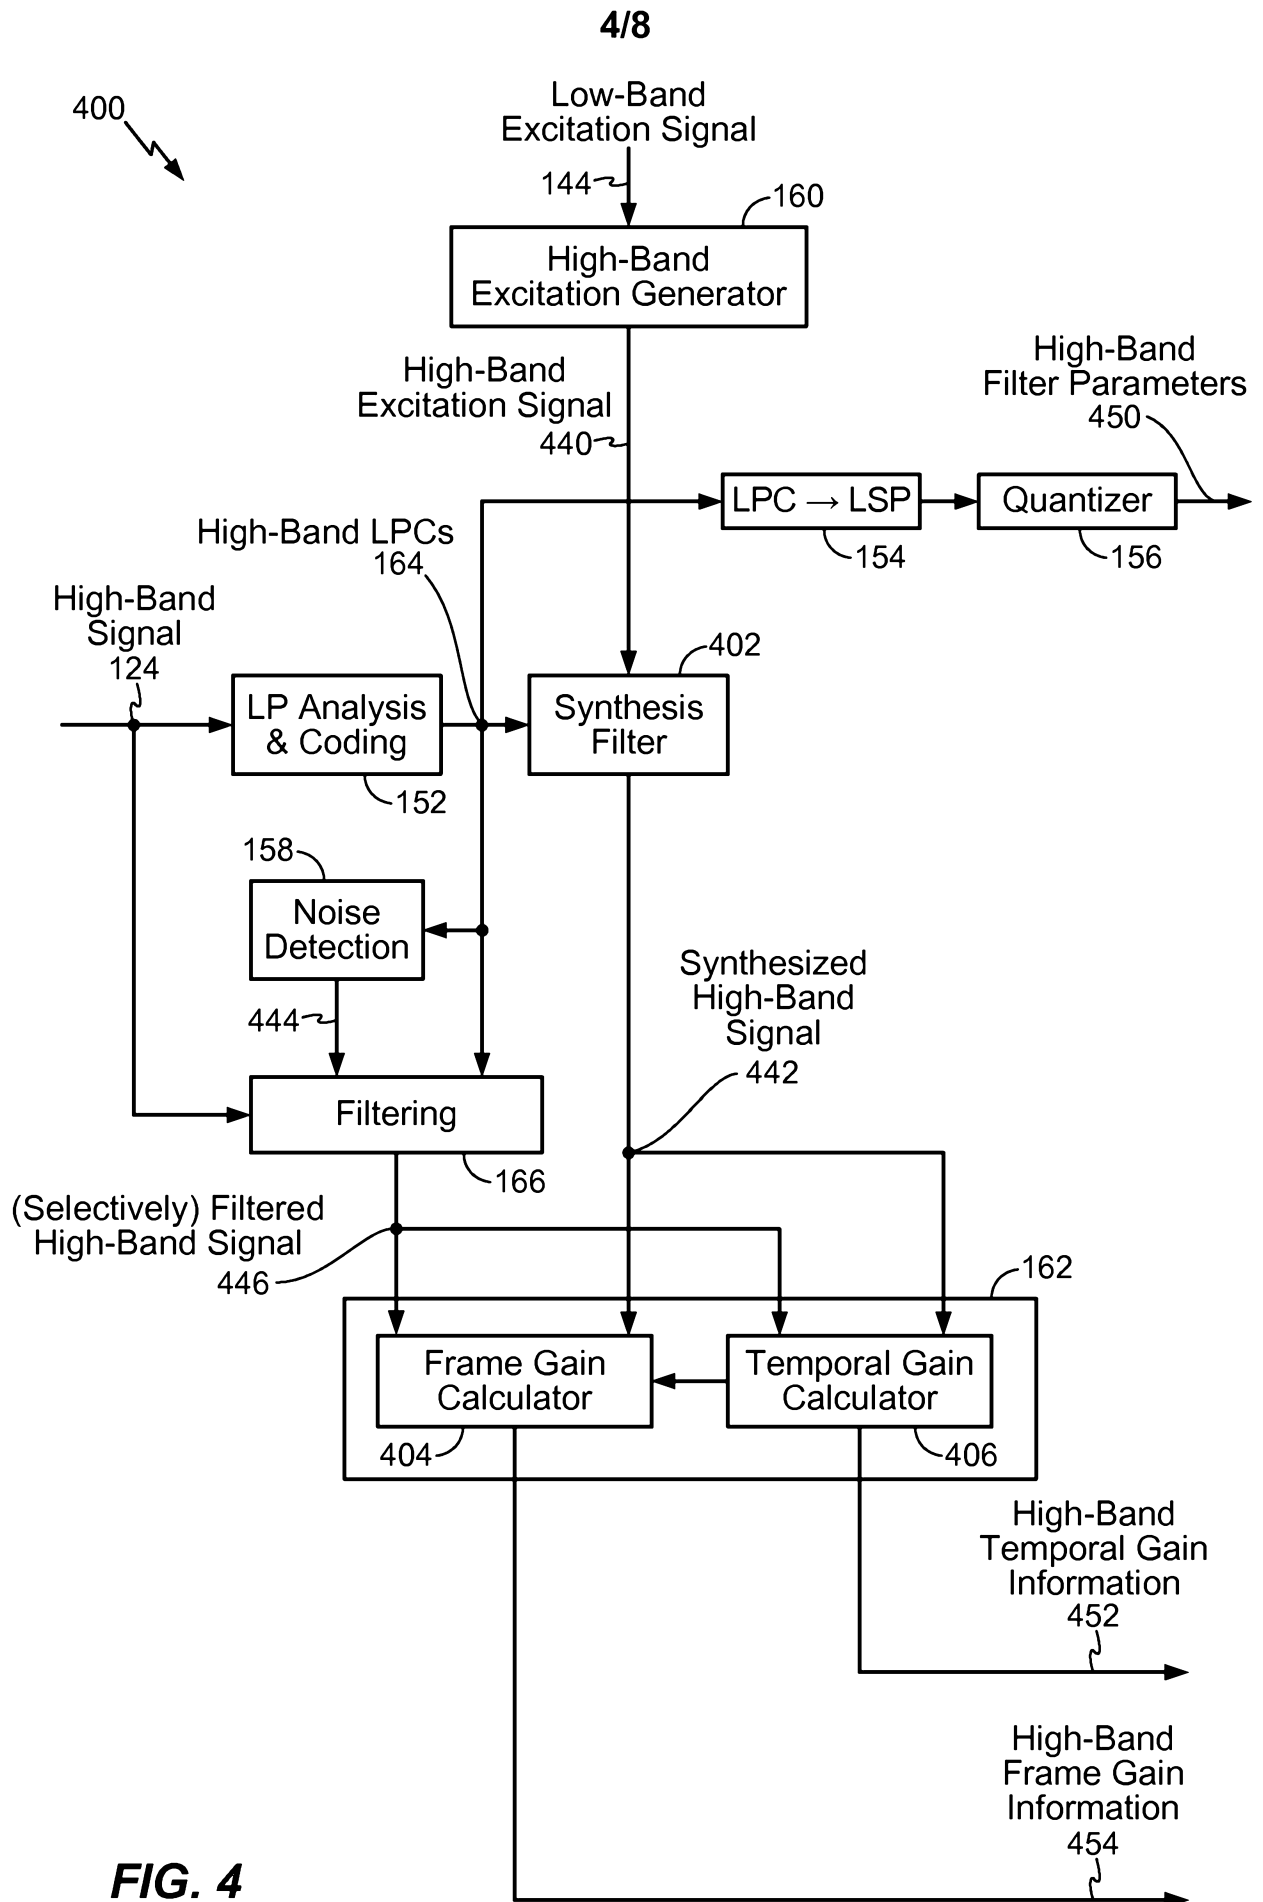 4/8
400
Low-Band
Excitation Signal
144
160
High-Band
Excitation Generator
High-Band
Excitation Signal
440
High-Band
Filter Parameters
450
LPC → LSP
Quantizer
154
156
High-Band LPCs
164
High-Band
Signal
124
402
LP Analysis
& Coding
Synthesis
Filter
152
158
Noise
Detection
444
Synthesized
High-Band
Signal
442
Filtering
166
(Selectively) Filtered
High-Band Signal
446
162
Frame Gain
Calculator
Temporal Gain
Calculator
404
406
High-Band
Temporal Gain
Information
452
High-Band
Frame Gain
Information
454
FIG. 4